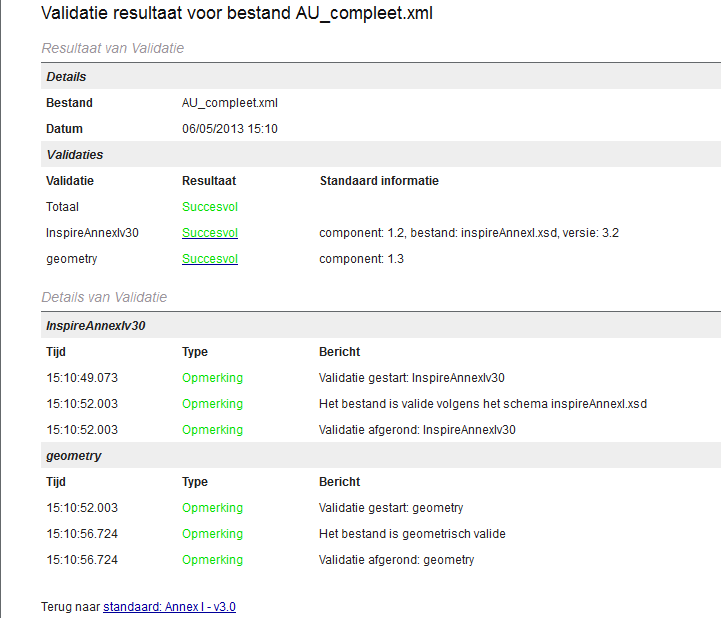 Validatie resultaat voor bestand AU_compleet.xml
Resultaat van Validatie
Details
Bestand AU_compleet.xml
Datum 06/05/2013 15:10
Validaties
Validatie Resultaat Standaard informatie
Totaal Succesvol
InspireAnnexIv30 Succesvol component: 1.2, bestand: inspireAnnexI.xsd, versie: 3.2
geometry Succesvol component: 1.3
Details van Validatie
InspireAnnexIv30
Tijd Type Bericht
15:10:49.073 Opmerking Validatie gestart: InspireAnnexIv30
15:10:52.003 Opmerking Het bestand is valide volgens het schema inspireAnnexI.xsd
15:10:52.003 Opmerking Validatie afgerond: InspireAnnexIv30
geometry
Tijd Type Bericht
15:10:52.003 Opmerking Validatie gestart: geometry
15:10:56.724 Opmerking Het bestand is geometrisch valide
15:10:56.724 Opmerking Validatie afgerond: geometry
Terug naar standaard: Annex I - v3.0